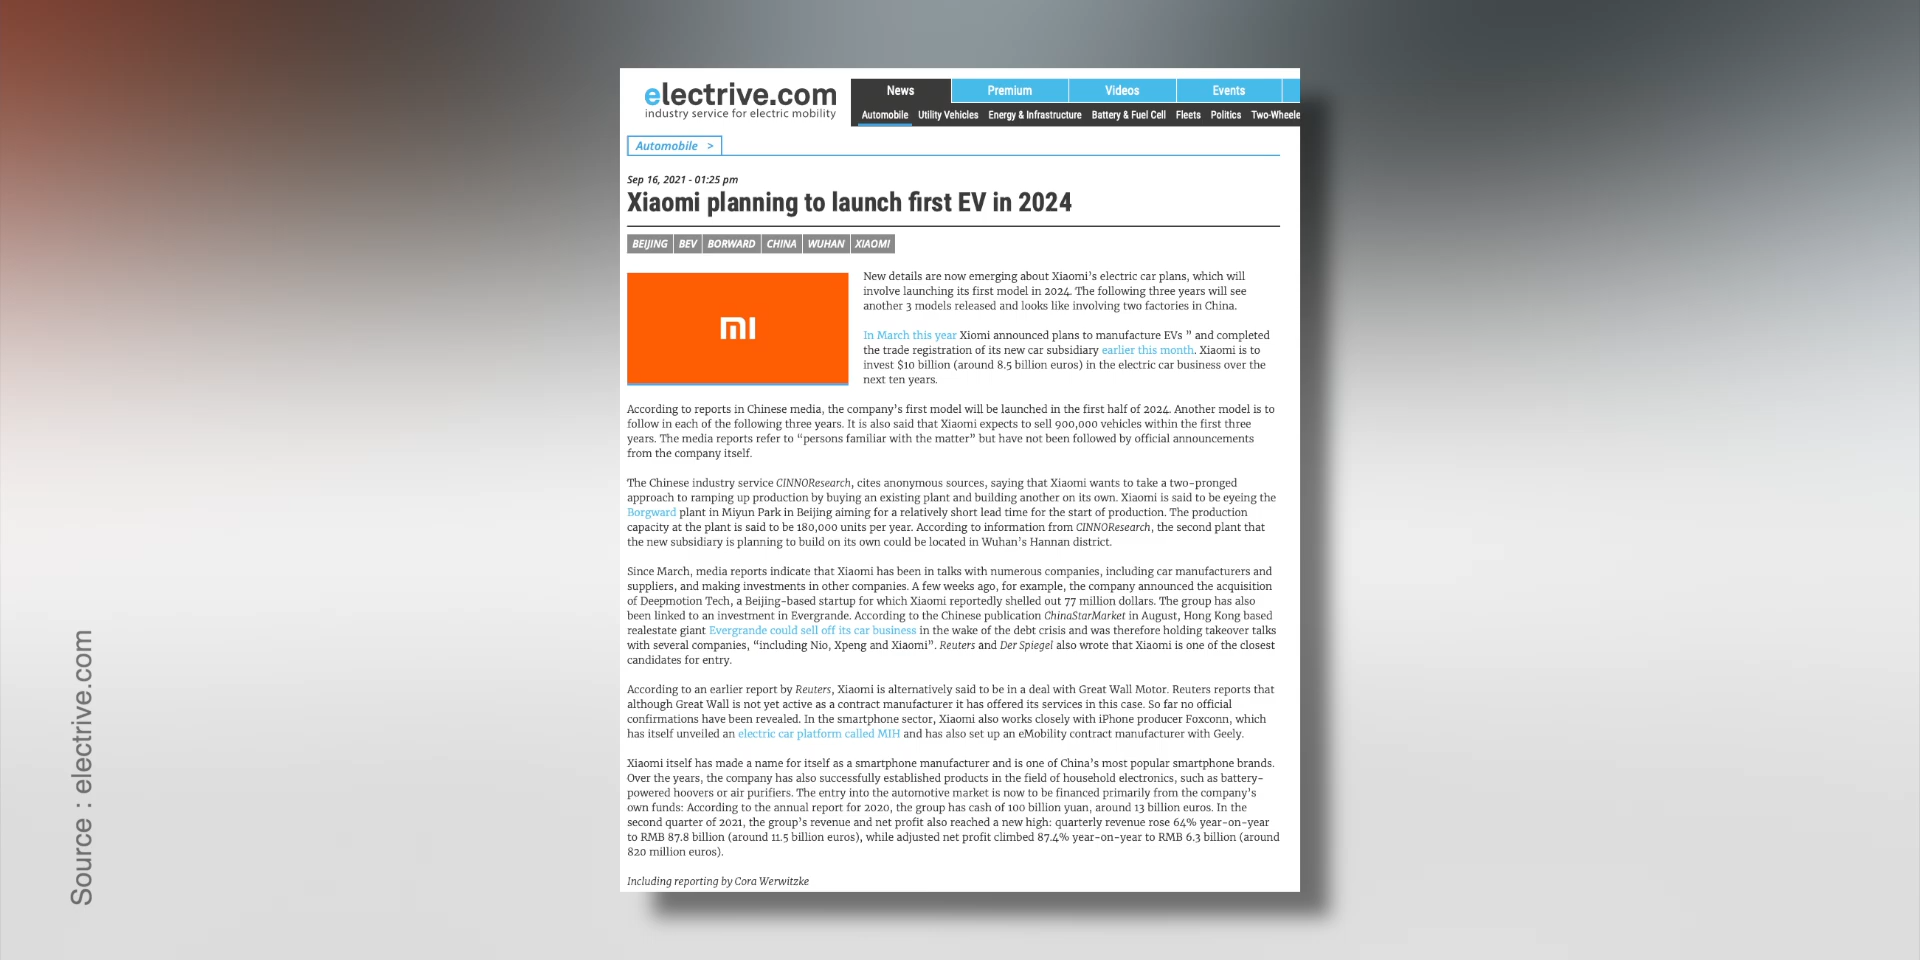 electrive.com
industry service for electric mobility
News Premium Videos Events
Automobile Utility Vehicles Energy & Infrastructure Battery & Fuel Cell Fleets Politics Two-Wheele
Automobile >
Sep 16, 2021 - 01:25 pm
Xiaomi planning to launch first EV in 2024
BEIJING BEV BORWARD CHINA WUHAN XIAOMI
MI
New details are now emerging about Xiaomi's electric car plans, which will
involve launching its first model in 2024. The following three years will see
another 3 models released and looks like involving two factories in China.
In March this year Xiomi announced plans to manufacture EVs ” and completed
the trade registration of its new car subsidiary earlier this month. Xiaomi is to
invest $10 billion (around 8.5 billion euros) in the electric car business over the
next ten years.
According to reports in Chinese media, the company's first model will be launched in the first half of 2024. Another model is to
follow in each of the following three years. It is also said that Xiaomi expects to sell 900,000 vehicles within the first three
years. The media reports refer to “persons familiar with the matter” but have not been followed by official announcements
from the company itself.
The Chinese industry service CINNOResearch, cites anonymous sources, saying that Xiaomi wants to take a two-pronged
approach to ramping up production by buying an existing plant and building another on its own. Xiaomi is said to be eyeing the
Borgward plant in Miyun Park in Beijing aiming for a relatively short lead time for the start of production. The production
capacity at the plant is said to be 180,000 units per year. According to information from CINNOResearch, the second plant that
the new subsidiary is planning to build on its own could be located in Wuhan's Hannan district.
Since March, media reports indicate that Xiaomi has been in talks with numerous companies, including car manufacturers and
suppliers, and making investments in other companies. A few weeks ago, for example, the company announced the acquisition
of Deepmotion Tech, a Beijing-based startup for which Xiaomi reportedly shelled out 77 million dollars. The group has also
been linked to an investment in Evergrande. According to the Chinese publication ChinaStarMarket in August, Hong Kong based
realestate giant Evergrande could sell off its car business in the wake of the debt crisis and was therefore holding takeover talks
with several companies, “including Nio, Xpeng and Xiaomi”. Reuters and Der Spiegel also wrote that Xiaomi is one of the closest
candidates for entry.
According to an earlier report by Reuters, Xiaomi is alternatively said to be in a deal with Great Wall Motor. Reuters reports that
although Great Wall is not yet active as a contract manufacturer it has offered its services in this case. So far no official
confirmations have been revealed. In the smartphone sector, Xiaomi also works closely with iPhone producer Foxconn, which
has itself unveiled an electric car platform called MIH and has also set up an eMobility contract manufacturer with Geely.
Xiaomi itself has made a name for itself as a smartphone manufacturer and is one of China's most popular smartphone brands.
Over the years, the company has also successfully established products in the field of household electronics, such as battery-
powered hoovers or air purifiers. The entry into the automotive market is now to be financed primarily from the company's
own funds: According to the annual report for 2020, the group has cash of 100 billion yuan, around 13 billion euros. In the
second quarter of 2021, the group's revenue and net profit also reached a new high: quarterly revenue rose 64% year-on-year
to RMB 87.8 billion (around 11.5 billion euros), while adjusted net profit climbed 87.4% year-on-year to RMB 6.3 billion (around
820 million euros).
Including reporting by Cora Werwitzke
Source : electrive.com